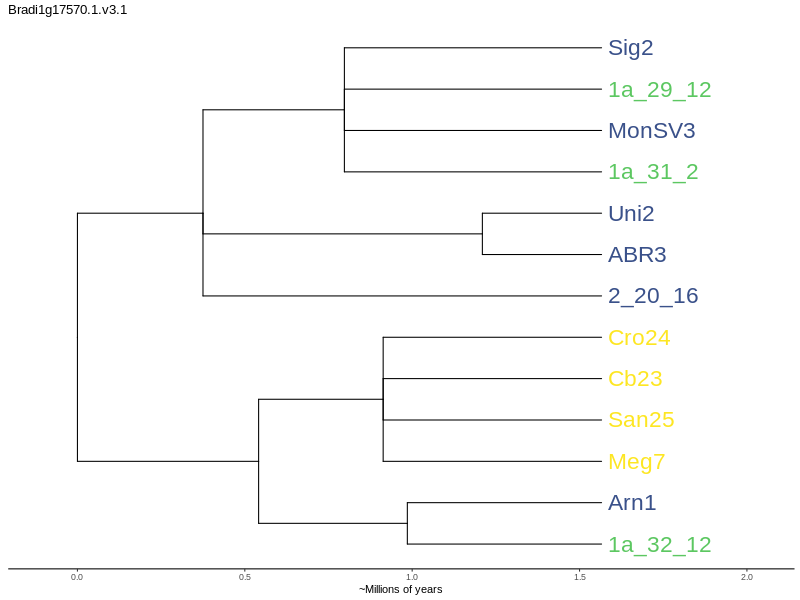 Bradi1g17570.1.v3.1
Sig2
1a_29_12
MonSV3
1a_31_2
Uni2
ABR3
2_20_16
Cro24
Cb23
San25
Meg7
Arn1
1a_32_12
0.0 0.5 1.0 1.5 2.0
~Millions of years